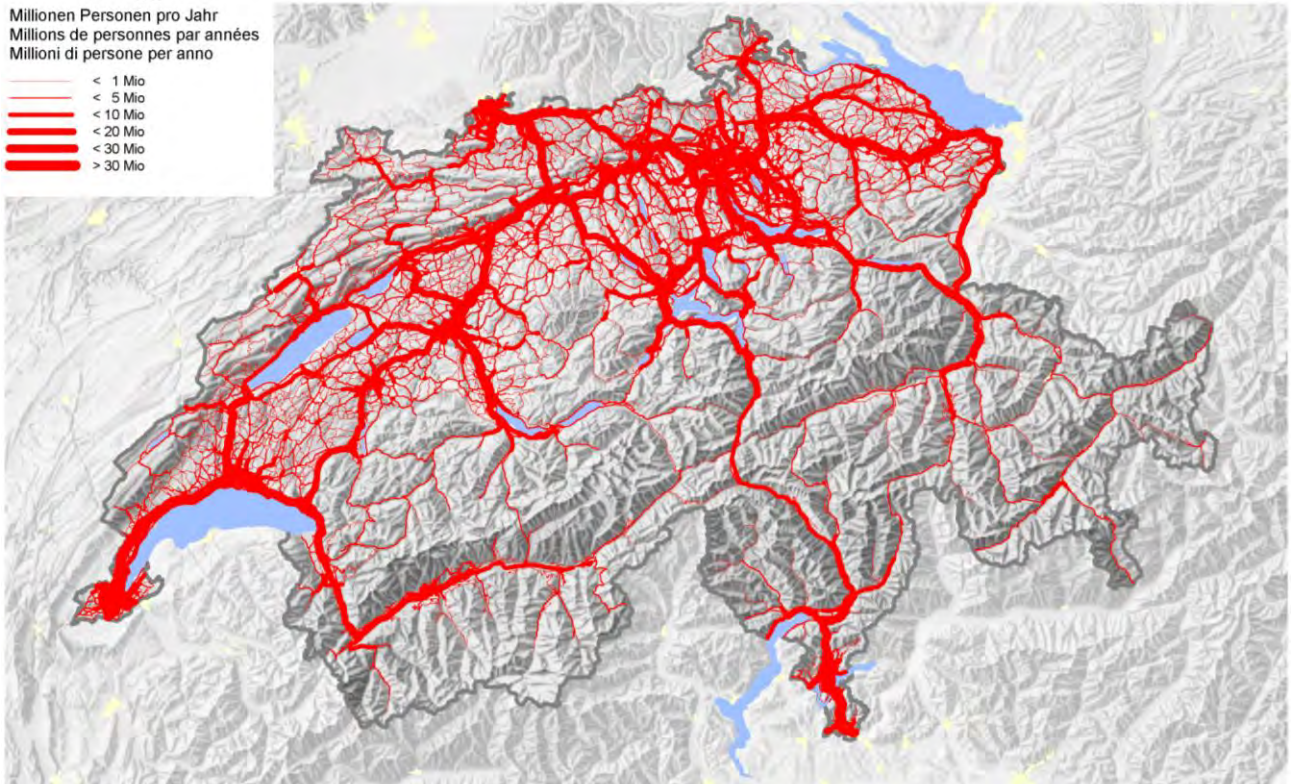 Millionen Personen pro Jahr
Millions de personnes par années
Millioni di persone per anno
< 1 Mio
< 5 Mio
< 10 Mio
< 20 Mio
< 30 Mio
> 30 Mio